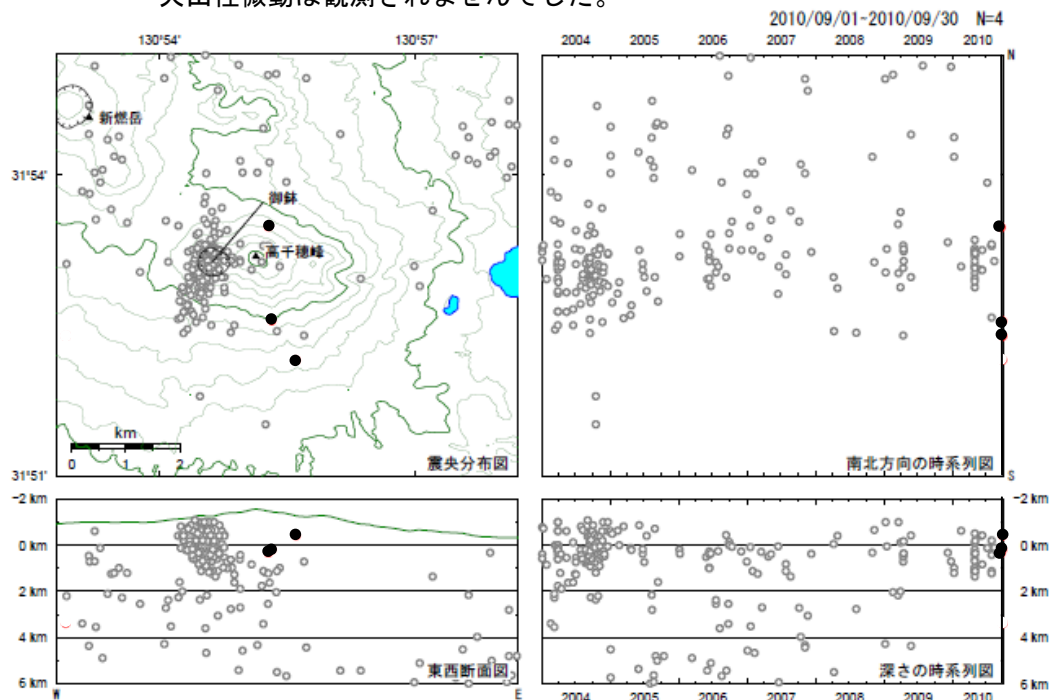 火山性微動は観測されませんでした。
2010/09/01-2010/09/30 N=4
130°54' 130°57'
2004 2005 2006 2007 2008 2009 2010
N
新燃岳
31°54'
御鉢
高千穂峰
km
0 1 2
震央分布図
南北方向の時系列図
31°51'
S
-2 km
0 km
2 km
4 km
6 km
東西断面図
W
E
-2 km
0 km
2 km
4 km
6 km
深さの時系列図
2004 2005 2006 2007 2008 2009 2010